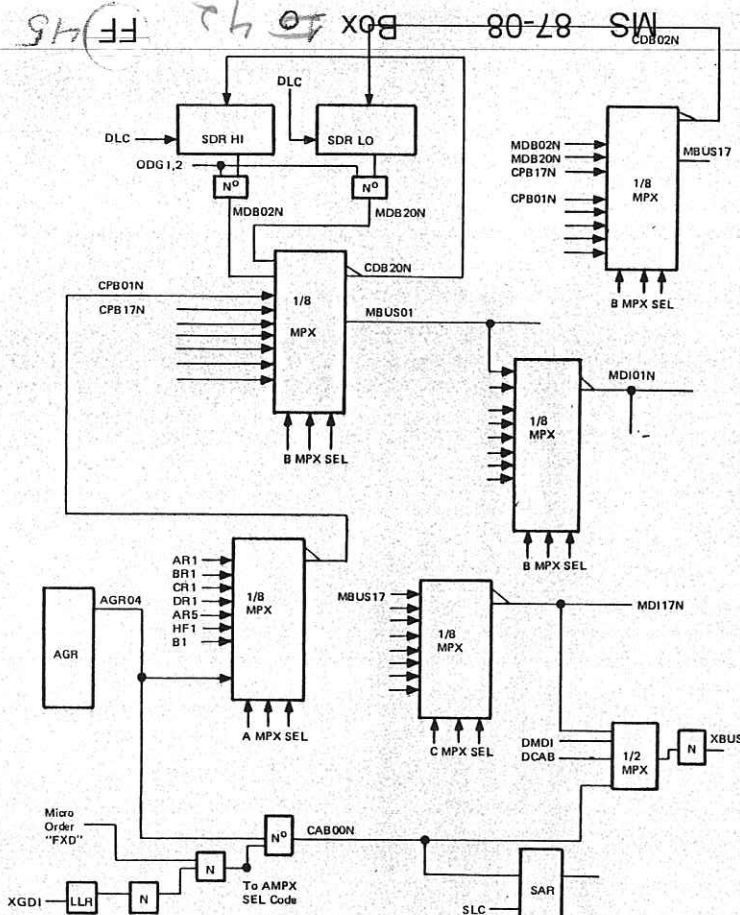 MS 87-08 Box 10 42 FF 45
CDB02N
DLC
DLC
SDR HI
SDR LO
ODG1,2
N°
N°
MDB02N
MDB20N
MDB02N
MDB20N
CPB17N
CPB01N
1/8
MPX
MBUS17
B MPX SEL
CDB20N
CPB01N
CPB17N
1/8
MPX
MBUS01
B MPX SEL
1/8
MPX
MDI01N
B MPX SEL
AR1
BR1
CR1
DR1
AR5
HF1
B1
1/8
MPX
A MPX SEL
AGR04
AGR
MBUS17
1/8
MPX
MDI17N
C MPX SEL
DMDI
DCAB
1/2
MPX
N
XBUS
Micro
Order
"FXD"
N°
CAB00N
N
To AMPX
SEL Code
XGDI
LLR
N
SLC
SAR